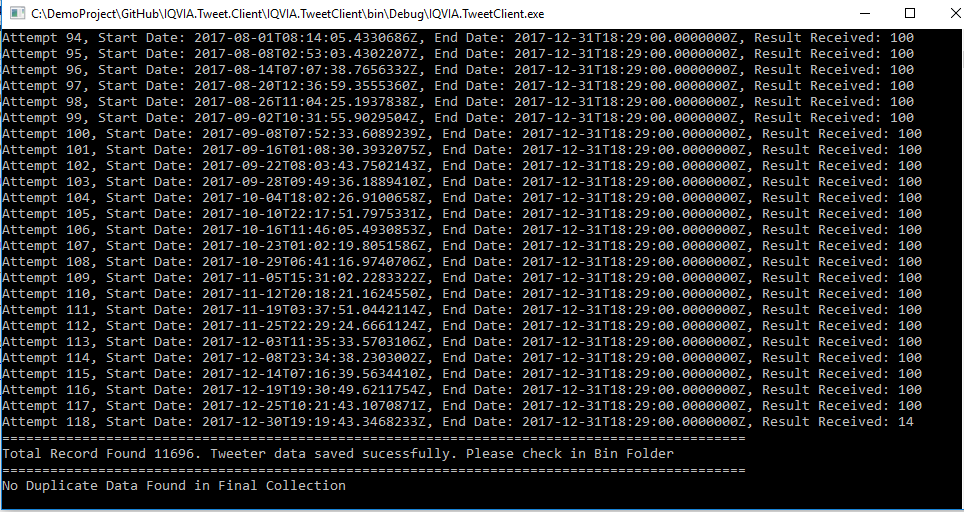 C:\DemoProject\GitHub\IQVIA.Tweet.Client\IQVIA.TweetClient\bin\Debug\IQVIA.TweetClient.exe
Attempt 94, Start Date: 2017-08-01T08:14:05.4330686Z, End Date: 2017-12-31T18:29:00.0000000Z, Result Received: 100
Attempt 95, Start Date: 2017-08-08T02:53:03.4302207Z, End Date: 2017-12-31T18:29:00.0000000Z, Result Received: 100
Attempt 96, Start Date: 2017-08-14T07:07:38.7656332Z, End Date: 2017-12-31T18:29:00.0000000Z, Result Received: 100
Attempt 97, Start Date: 2017-08-20T12:36:59.3555360Z, End Date: 2017-12-31T18:29:00.0000000Z, Result Received: 100
Attempt 98, Start Date: 2017-08-26T11:04:25.1937838Z, End Date: 2017-12-31T18:29:00.0000000Z, Result Received: 100
Attempt 99, Start Date: 2017-09-02T10:31:55.9029504Z, End Date: 2017-12-31T18:29:00.0000000Z, Result Received: 100
Attempt 100, Start Date: 2017-09-08T07:52:33.6089239Z, End Date: 2017-12-31T18:29:00.0000000Z, Result Received: 100
Attempt 101, Start Date: 2017-09-16T01:08:30.3932075Z, End Date: 2017-12-31T18:29:00.0000000Z, Result Received: 100
Attempt 102, Start Date: 2017-09-22T08:03:43.7502143Z, End Date: 2017-12-31T18:29:00.0000000Z, Result Received: 100
Attempt 103, Start Date: 2017-09-28T09:49:36.1889410Z, End Date: 2017-12-31T18:29:00.0000000Z, Result Received: 100
Attempt 104, Start Date: 2017-10-04T18:02:26.9100658Z, End Date: 2017-12-31T18:29:00.0000000Z, Result Received: 100
Attempt 105, Start Date: 2017-10-10T22:17:51.7975331Z, End Date: 2017-12-31T18:29:00.0000000Z, Result Received: 100
Attempt 106, Start Date: 2017-10-16T11:46:05.4930853Z, End Date: 2017-12-31T18:29:00.0000000Z, Result Received: 100
Attempt 107, Start Date: 2017-10-23T01:02:19.8051586Z, End Date: 2017-12-31T18:29:00.0000000Z, Result Received: 100
Attempt 108, Start Date: 2017-10-29T06:41:16.9740706Z, End Date: 2017-12-31T18:29:00.0000000Z, Result Received: 100
Attempt 109, Start Date: 2017-11-05T15:31:02.2283322Z, End Date: 2017-12-31T18:29:00.0000000Z, Result Received: 100
Attempt 110, Start Date: 2017-11-12T20:18:21.1624550Z, End Date: 2017-12-31T18:29:00.0000000Z, Result Received: 100
Attempt 111, Start Date: 2017-11-19T03:37:51.0442114Z, End Date: 2017-12-31T18:29:00.0000000Z, Result Received: 100
Attempt 112, Start Date: 2017-11-25T22:29:24.6661124Z, End Date: 2017-12-31T18:29:00.0000000Z, Result Received: 100
Attempt 113, Start Date: 2017-12-03T11:35:33.5703106Z, End Date: 2017-12-31T18:29:00.0000000Z, Result Received: 100
Attempt 114, Start Date: 2017-12-08T23:34:38.2303002Z, End Date: 2017-12-31T18:29:00.0000000Z, Result Received: 100
Attempt 115, Start Date: 2017-12-14T07:16:39.5634410Z, End Date: 2017-12-31T18:29:00.0000000Z, Result Received: 100
Attempt 116, Start Date: 2017-12-19T19:30:49.6211754Z, End Date: 2017-12-31T18:29:00.0000000Z, Result Received: 100
Attempt 117, Start Date: 2017-12-25T10:21:43.1070871Z, End Date: 2017-12-31T18:29:00.0000000Z, Result Received: 100
Attempt 118, Start Date: 2017-12-30T19:19:43.3468233Z, End Date: 2017-12-31T18:29:00.0000000Z, Result Received: 14
=============================================================================================
Total Record Found 11696. Tweeter data saved sucessfully. Please check in Bin Folder
=============================================================================================
No Duplicate Data Found in Final Collection